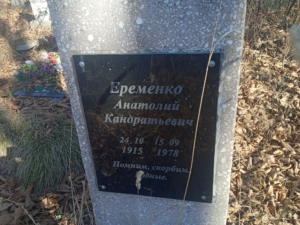 Еременко
Анатолий
Кандратьевич
24.10 15.09
1915 1978
Помним, скорбим.